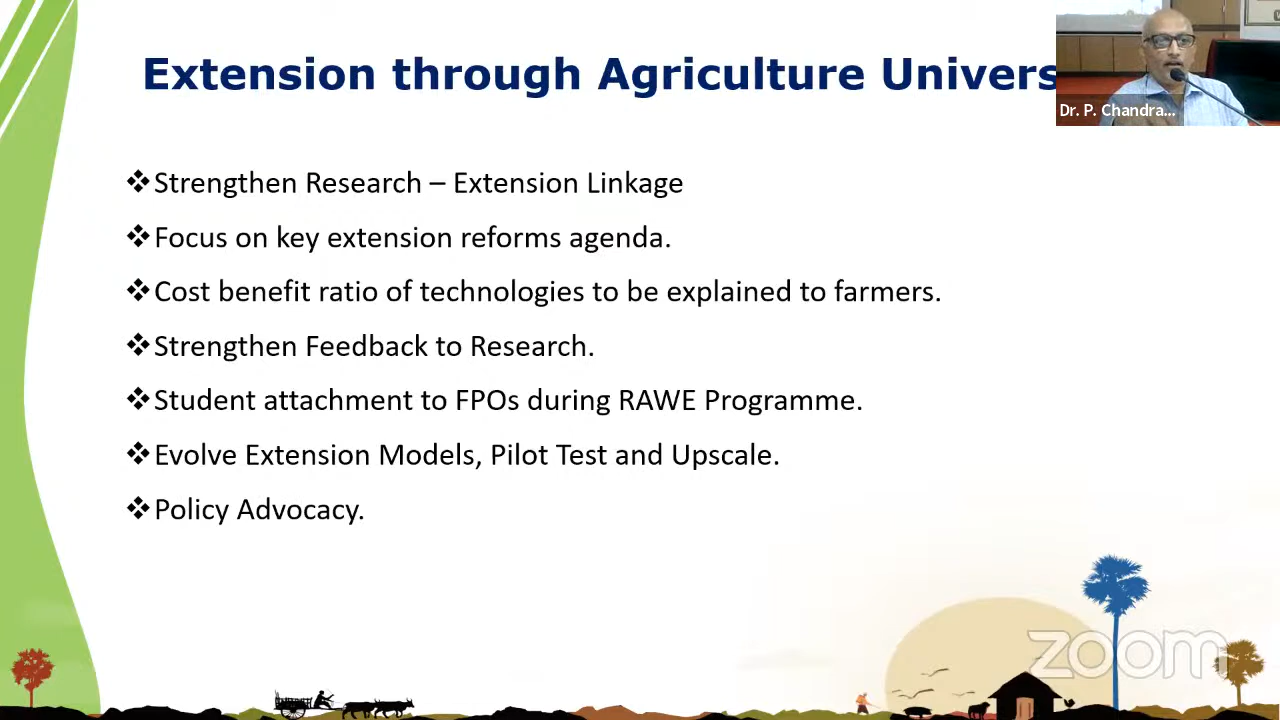 Extension through Agriculture Univers
Dr. P. Chandra...
❖Strengthen Research – Extension Linkage
❖Focus on key extension reforms agenda.
❖Cost benefit ratio of technologies to be explained to farmers.
❖Strengthen Feedback to Research.
❖Student attachment to FPOs during RAWE Programme.
❖Evolve Extension Models, Pilot Test and Upscale.
❖Policy Advocacy.
zoom